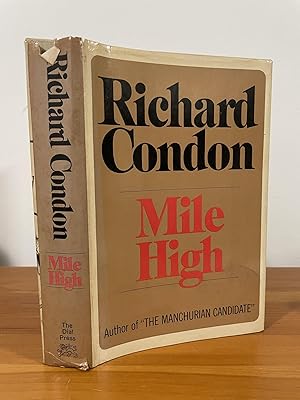 Richard Condon
Mile
High
The
Dial
Press
Richard
Condon
Mile
High
Author of "THE MANCHURIAN CANDIDATE"